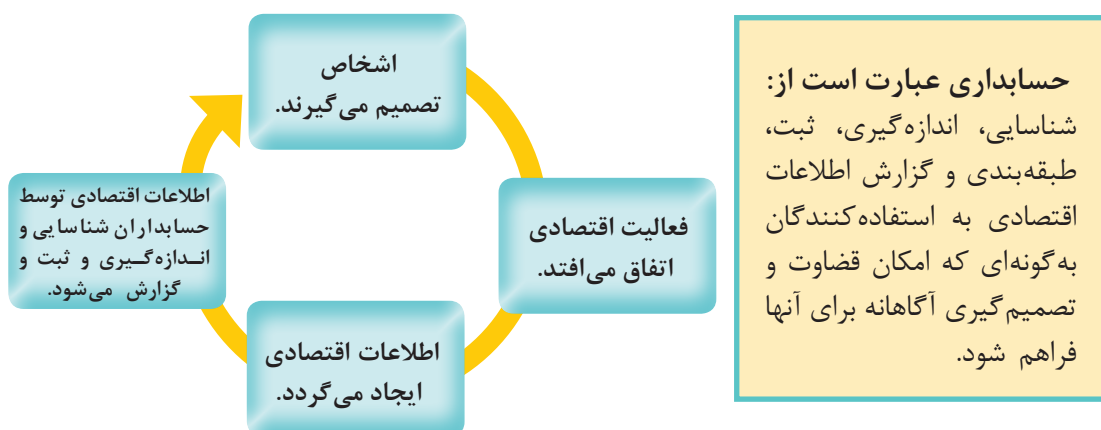 حسابداری عبارت است از:
شناسایی، اندازه‌گیری، ثبت،
طبقه‌بندی و گزارش اطلاعات
اقتصادی به استفاده‌کنندگان
به‌گونه‌ای که امکان قضاوت و
تصمیم‌گیری آگاهانه برای آنها
فراهم شود.
اشخاص
تصمیم می‌گیرند.
فعالیت اقتصادی
اتفاق می‌افتد.
اطلاعات اقتصادی
ایجاد می‌گردد.
اطلاعات اقتصادی توسط
حسابداران شناسایی و
انـدازه‌گـیری و ثبت و
گزارش می‌شود.